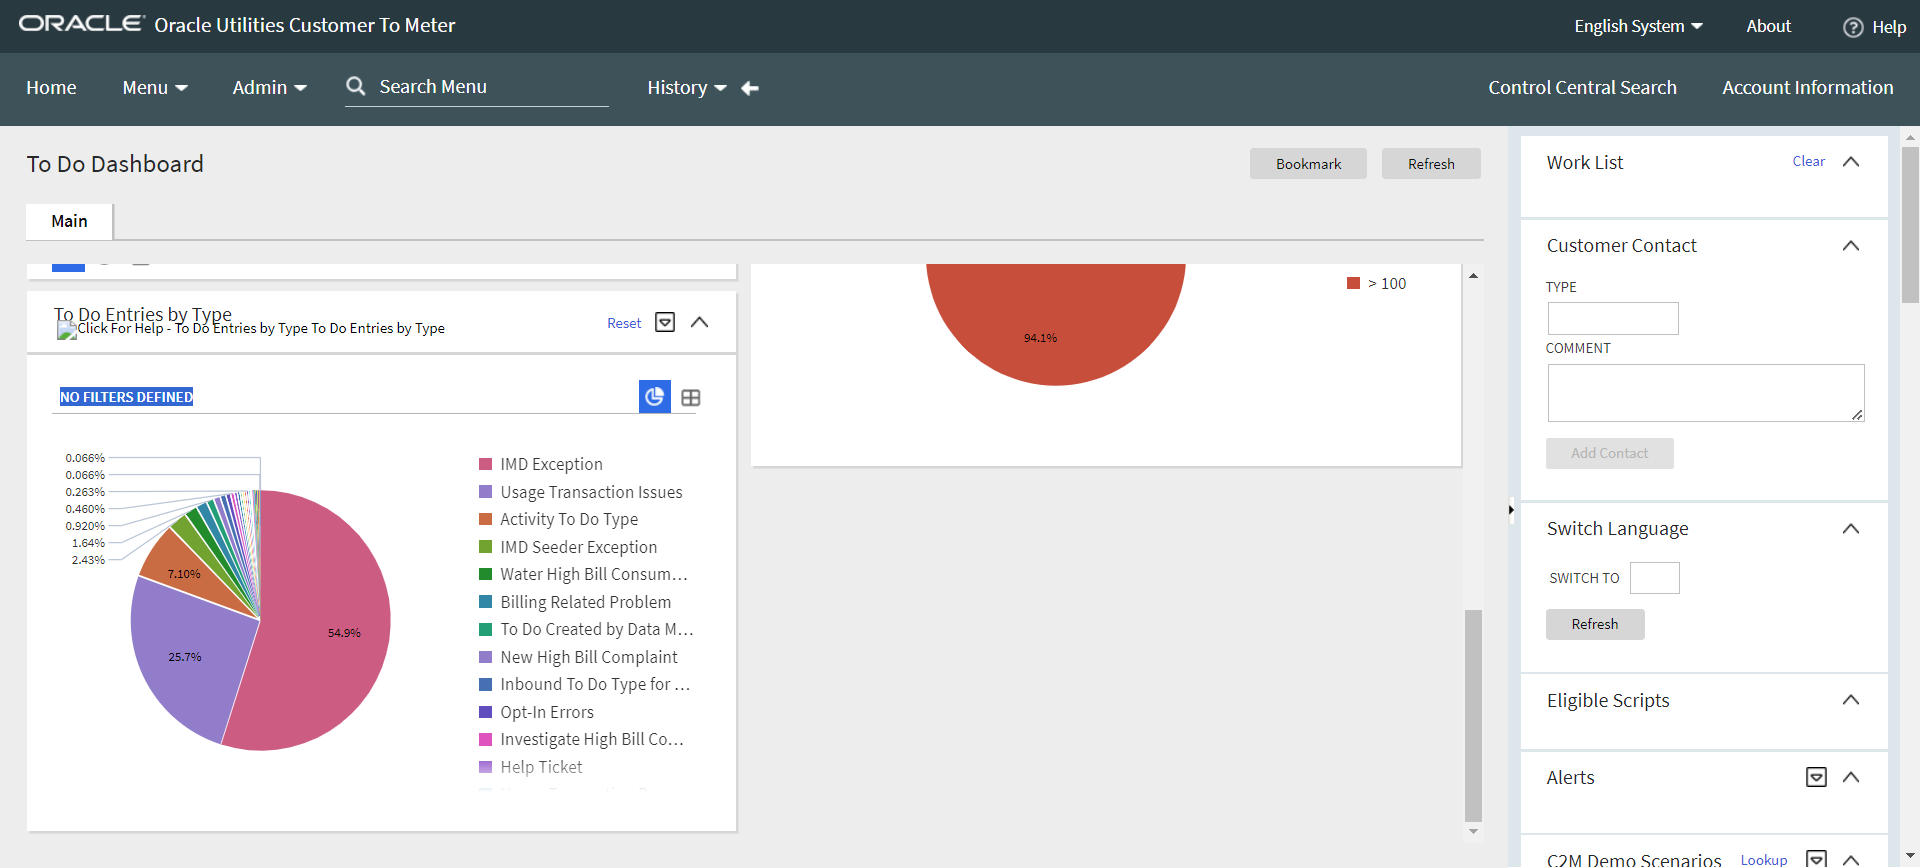 ORACLE Oracle Utilities Customer To Meter
English System
About
Help
Home
Menu
Admin
Search Menu
History
Control Central Search
Account Information
To Do Dashboard
Bookmark
Refresh
Main
To Do Entries by Type
Click For Help - To Do Entries by Type To Do Entries by Type
Reset
NO FILTERS DEFINED
0.066%
0.066%
0.263%
0.460%
0.920%
1.64%
2.43%
7.10%
25.7%
54.9%
IMD Exception
Usage Transaction Issues
Activity To Do Type
IMD Seeder Exception
Water High Bill Consum...
Billing Related Problem
To Do Created by Data M...
New High Bill Complaint
Inbound To Do Type for ...
Opt-In Errors
Investigate High Bill Co...
Help Ticket
94.1%
> 100
Work List
Clear
Customer Contact
TYPE
COMMENT
Add Contact
Switch Language
SWITCH TO
Refresh
Eligible Scripts
Alerts
C2M Demo Scenarios
Lookup